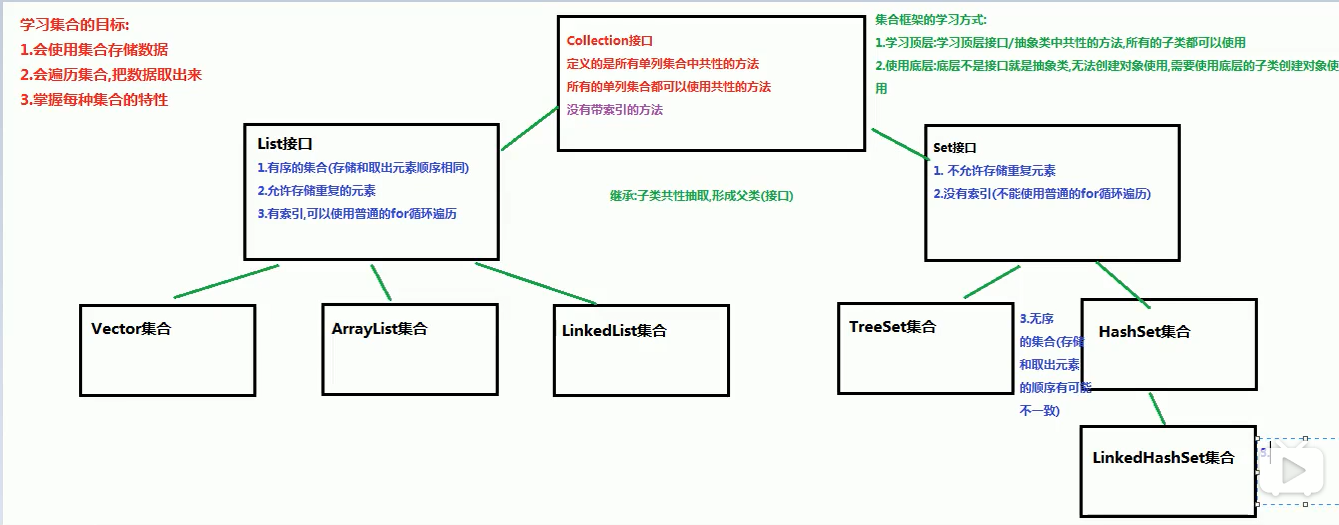 学习集合的目标:
1.会使用集合存储数据
2.会遍历集合,把数据取出来
3.掌握每种集合的特性
Collection接口
定义的是所有单列集合中共性的方法
所有的单列集合都可以使用共性的方法
没有带索引的方法
集合框架的学习方式:
1.学习顶层:学习顶层接口/抽象类中共性的方法,所有的子类都可以使用
2.使用底层:底层不是接口就是抽象类,无法创建对象使用,需要使用底层的子类创建对象使
用
List接口
1.有序的集合(存储和取出元素顺序相同)
2.允许存储重复的元素
3.有索引,可以使用普通的for循环遍历
继承:子类共性抽取,形成父类(接口)
Set接口
1. 不允许存储重复元素
2.没有索引(不能使用普通的for循环遍历)
Vector集合
ArrayList集合
LinkedList集合
TreeSet集合
3.无序
的集合(存储
和取出元素
的顺序有可能
不一致)
HashSet集合
LinkedHashSet集合